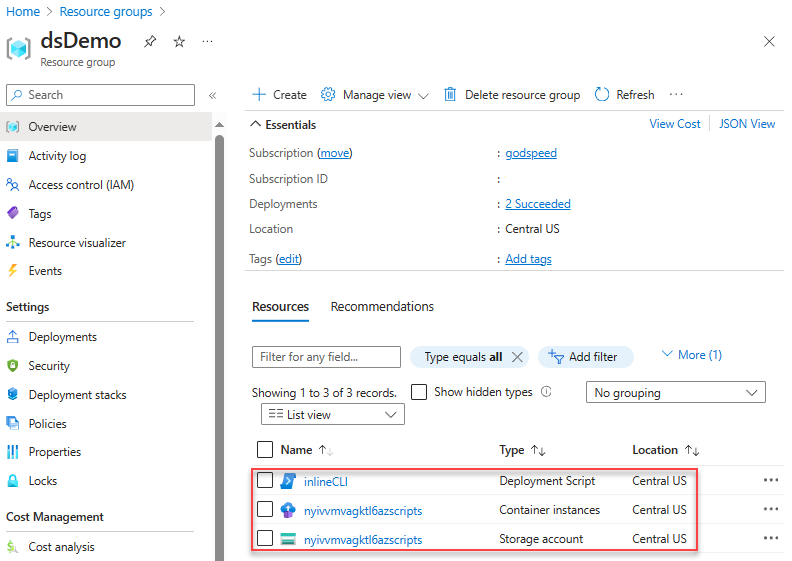 Home > Resource groups >
dsDemo
Resource group
Search
Overview
Activity log
Access control (IAM)
Tags
Resource visualizer
Events
Settings
Deployments
Security
Deployment stacks
Policies
Properties
Locks
Cost Management
Cost analysis
Create Manage view Delete resource group Refresh
Essentials View Cost JSON View
Subscription (move) : godspeed
Subscription ID :
Deployments : 2 Succeeded
Location : Central US
Tags (edit) : Add tags
Resources Recommendations
Filter for any field... Type equals all Add filter More (1)
Showing 1 to 3 of 3 records. Show hidden types No grouping
List view
Name Type Location
inlineCLI Deployment Script Central US
nyivvmvagktl6azscripts Container instances Central US
nyivvmvagktl6azscripts Storage account Central US